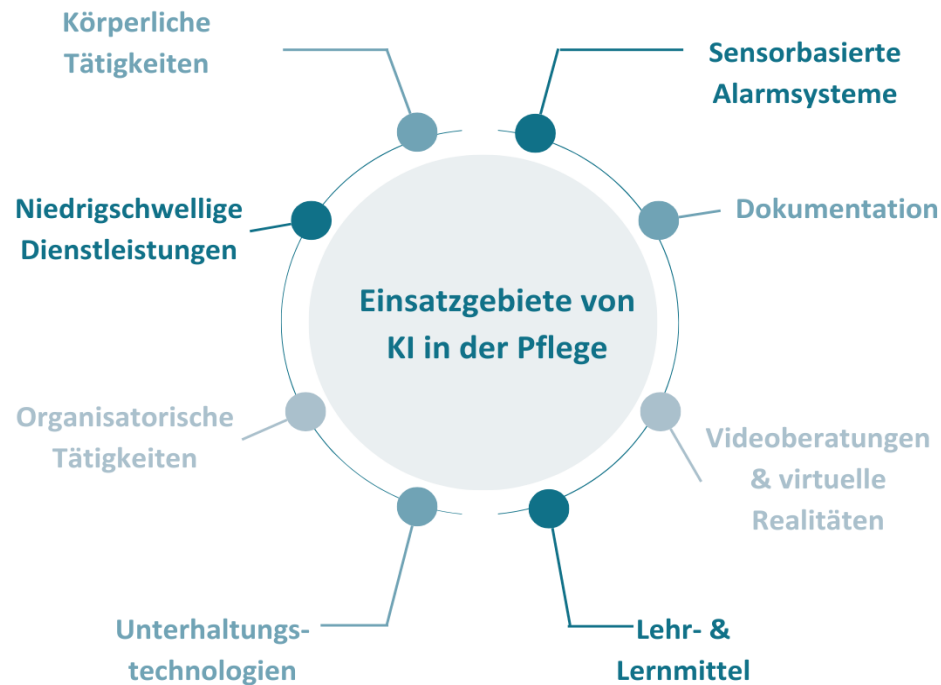 Körperliche
Tätigkeiten
Sensorbasierte
Alarmsysteme
Niedrigschwellige
Dienstleistungen
Dokumentation
Einsatzgebiete von
KI in der Pflege
Organisatorische
Tätigkeiten
Videoberatungen
& virtuelle
Realitäten
Unterhaltungs-
technologien
Lehr- &
Lernmittel